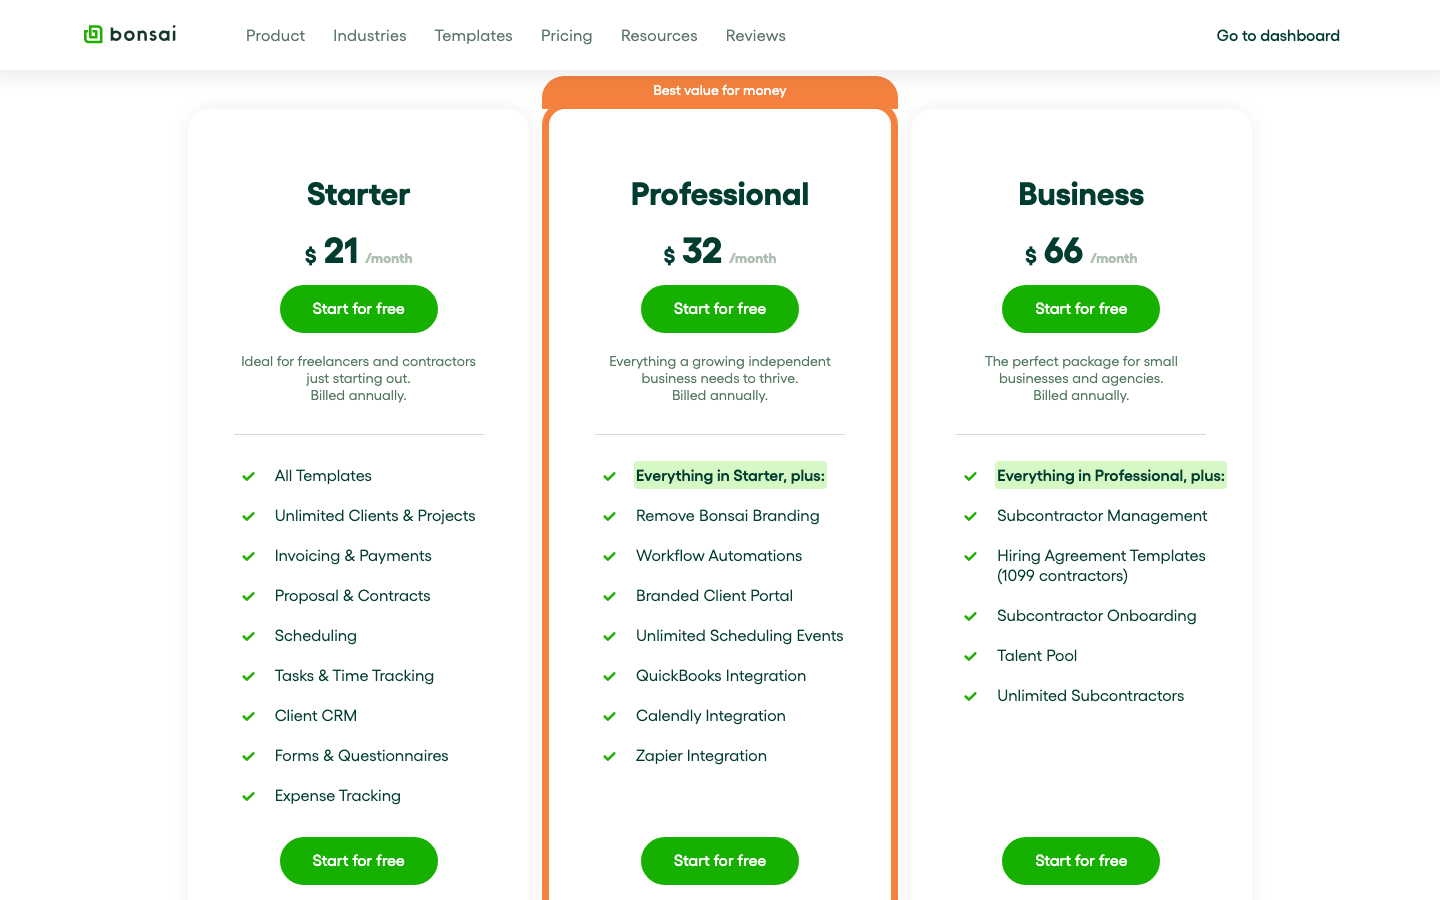 bonsai
Product Industries Templates Pricing Resources Reviews
Go to dashboard
Best value for money
Starter
$ 21 /month
Start for free
Ideal for freelancers and contractors
just starting out.
Billed annually.
All Templates
Unlimited Clients & Projects
Invoicing & Payments
Proposal & Contracts
Scheduling
Tasks & Time Tracking
Client CRM
Forms & Questionnaires
Expense Tracking
Start for free
Professional
$ 32 /month
Start for free
Everything a growing independent
business needs to thrive.
Billed annually.
Everything in Starter, plus:
Remove Bonsai Branding
Workflow Automations
Branded Client Portal
Unlimited Scheduling Events
QuickBooks Integration
Calendly Integration
Zapier Integration
Start for free
Business
$ 66 /month
Start for free
The perfect package for small
businesses and agencies.
Billed annually.
Everything in Professional, plus:
Subcontractor Management
Hiring Agreement Templates
(1099 contractors)
Subcontractor Onboarding
Talent Pool
Unlimited Subcontractors
Start for free